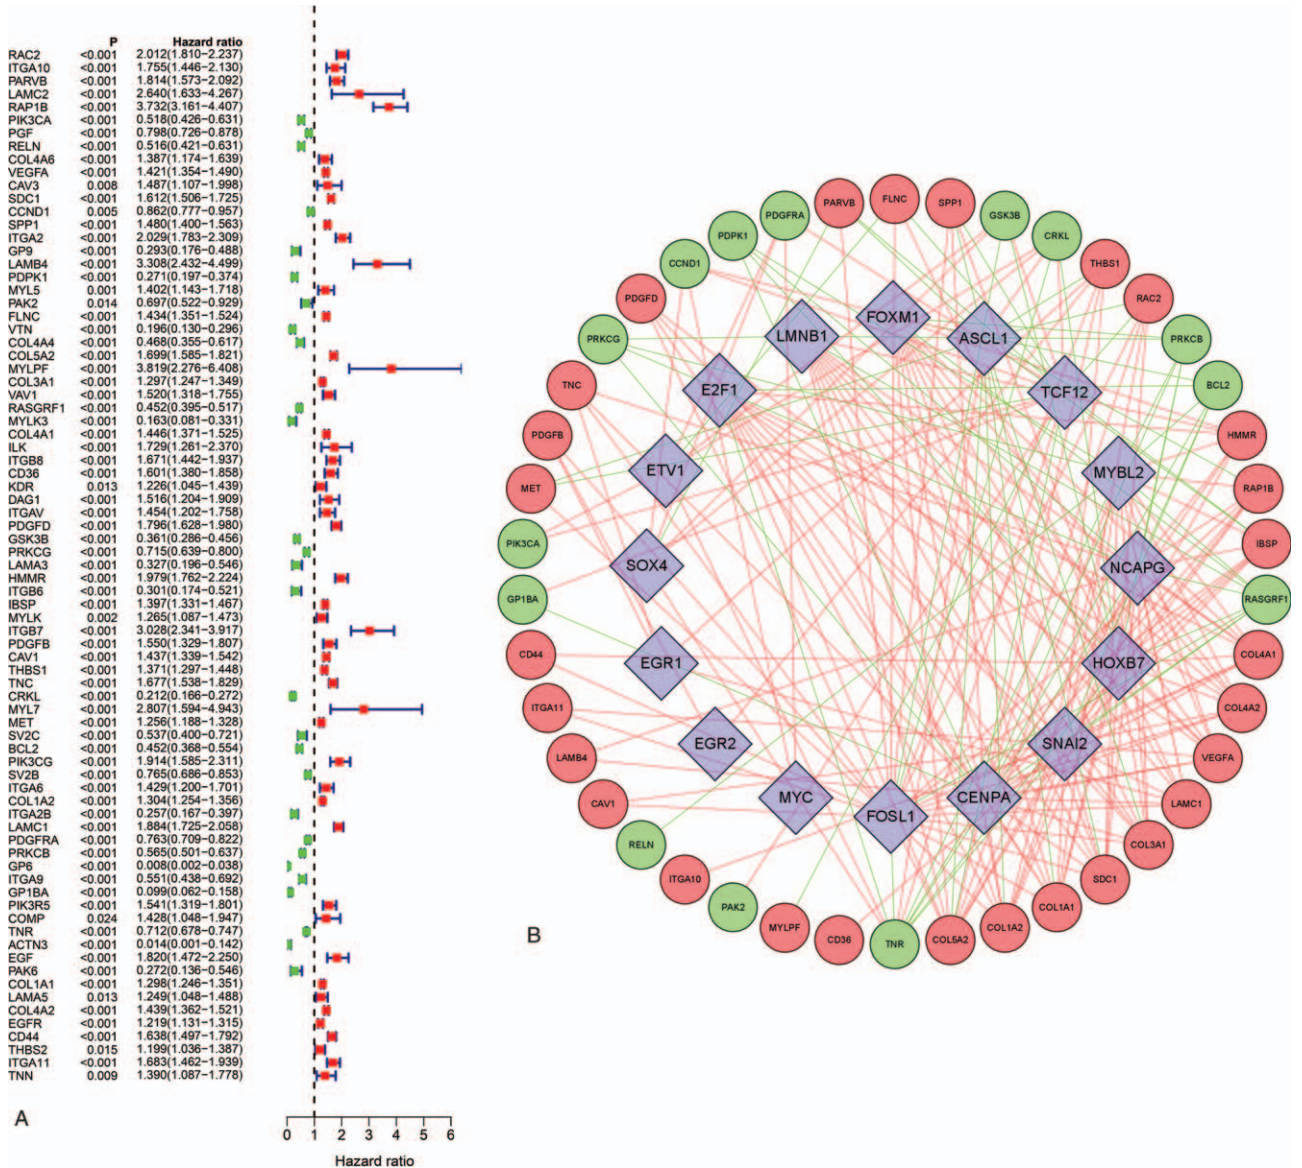 P Hazard ratio
RAC2 <0.001 2.012(1.810−2.237)
ITGA10 <0.001 1.755(1.446−2.130)
PARVB <0.001 1.814(1.573−2.092)
LAMC2 <0.001 2.640(1.633−4.267)
RAP1B <0.001 3.732(3.161−4.407)
PIK3CA <0.001 0.518(0.426−0.631)
PGF <0.001 0.798(0.726−0.878)
RELN <0.001 0.516(0.421−0.631)
COL4A6 <0.001 1.387(1.174−1.639)
VEGFA <0.001 1.421(1.354−1.490)
CAV3 0.008 1.487(1.107−1.998)
SDC1 <0.001 1.612(1.506−1.725)
CCND1 0.005 0.862(0.777−0.957)
SPP1 <0.001 1.480(1.400−1.563)
ITGA2 <0.001 2.029(1.783−2.309)
GP9 <0.001 0.293(0.176−0.488)
LAMB4 <0.001 3.308(2.432−4.499)
PDPK1 <0.001 0.271(0.197−0.374)
MYL5 0.001 1.402(1.143−1.718)
PAK2 0.014 0.697(0.522−0.929)
FLNC <0.001 1.434(1.351−1.524)
VTN <0.001 0.196(0.130−0.296)
COL4A4 <0.001 0.468(0.355−0.617)
COL5A2 <0.001 1.699(1.585−1.821)
MYLPF <0.001 3.819(2.276−6.408)
COL3A1 <0.001 1.297(1.247−1.349)
VAV1 <0.001 1.520(1.318−1.755)
RASGRF1 <0.001 0.452(0.395−0.517)
MYLK3 <0.001 0.163(0.081−0.331)
COL4A1 <0.001 1.446(1.371−1.525)
ILK <0.001 1.729(1.261−2.370)
ITGB8 <0.001 1.671(1.442−1.937)
CD36 <0.001 1.601(1.380−1.858)
KDR 0.013 1.226(1.045−1.439)
DAG1 <0.001 1.516(1.204−1.909)
ITGAV <0.001 1.454(1.202−1.758)
PDGFD <0.001 1.796(1.628−1.980)
GSK3B <0.001 0.361(0.286−0.456)
PRKCG <0.001 0.715(0.639−0.800)
LAMA3 <0.001 0.327(0.196−0.546)
HMMR <0.001 1.979(1.762−2.224)
ITGB6 <0.001 0.301(0.174−0.521)
IBSP <0.001 1.397(1.331−1.467)
MYLK 0.002 1.265(1.087−1.473)
ITGB7 <0.001 3.028(2.341−3.917)
PDGFB <0.001 1.550(1.329−1.807)
CAV1 <0.001 1.437(1.339−1.542)
THBS1 <0.001 1.371(1.297−1.448)
TNC <0.001 1.677(1.538−1.829)
CRKL <0.001 0.212(0.166−0.272)
MYL7 <0.001 2.807(1.594−4.943)
MET <0.001 1.256(1.188−1.328)
SV2C <0.001 0.537(0.400−0.721)
BCL2 <0.001 0.452(0.368−0.554)
PIK3CG <0.001 1.914(1.585−2.311)
SV2B <0.001 0.765(0.686−0.853)
ITGA6 <0.001 1.429(1.200−1.701)
COL1A2 <0.001 1.304(1.254−1.356)
ITGA2B <0.001 0.257(0.167−0.397)
LAMC1 <0.001 1.884(1.725−2.058)
PDGFRA <0.001 0.763(0.709−0.822)
PRKCB <0.001 0.565(0.501−0.637)
GP6 <0.001 0.008(0.002−0.038)
ITGA9 <0.001 0.551(0.438−0.692)
GP1BA <0.001 0.099(0.062−0.158)
PIK3R5 <0.001 1.541(1.319−1.801)
COMP 0.024 1.428(1.048−1.947)
TNR <0.001 0.712(0.678−0.747)
ACTN3 <0.001 0.014(0.001−0.142)
EGF <0.001 1.820(1.472−2.250)
PAK6 <0.001 0.272(0.136−0.546)
COL1A1 <0.001 1.298(1.246−1.351)
LAMA5 0.013 1.249(1.048−1.488)
COL4A2 <0.001 1.439(1.362−1.521)
EGFR <0.001 1.219(1.131−1.315)
CD44 <0.001 1.638(1.497−1.792)
THBS2 0.015 1.199(1.036−1.387)
ITGA11 <0.001 1.683(1.462−1.939)
TNN 0.009 1.390(1.087−1.778)
0 1 2 3 4 5 6
Hazard ratio
A
FLNC
SPP1
GSK3B
CRKL
THBS1
RAC2
PRKCB
BCL2
HMMR
RAP1B
IBSP
RASGRF1
COL4A1
COL4A2
VEGFA
LAMC1
COL3A1
SDC1
COL1A1
COL1A2
COL5A2
TNR
CD36
MYLPF
PAK2
ITGA10
RELN
CAV1
LAMB4
ITGA11
CD44
GP1BA
PIK3CA
MET
PDGFB
TNC
PRKCG
PDGFD
CCND1
PDPK1
PDGFRA
PARVB
FOXM1
ASCL1
TCF12
MYBL2
NCAPG
HOXB7
SNAI2
CENPA
FOSL1
MYC
EGR2
EGR1
SOX4
ETV1
E2F1
LMNB1
B